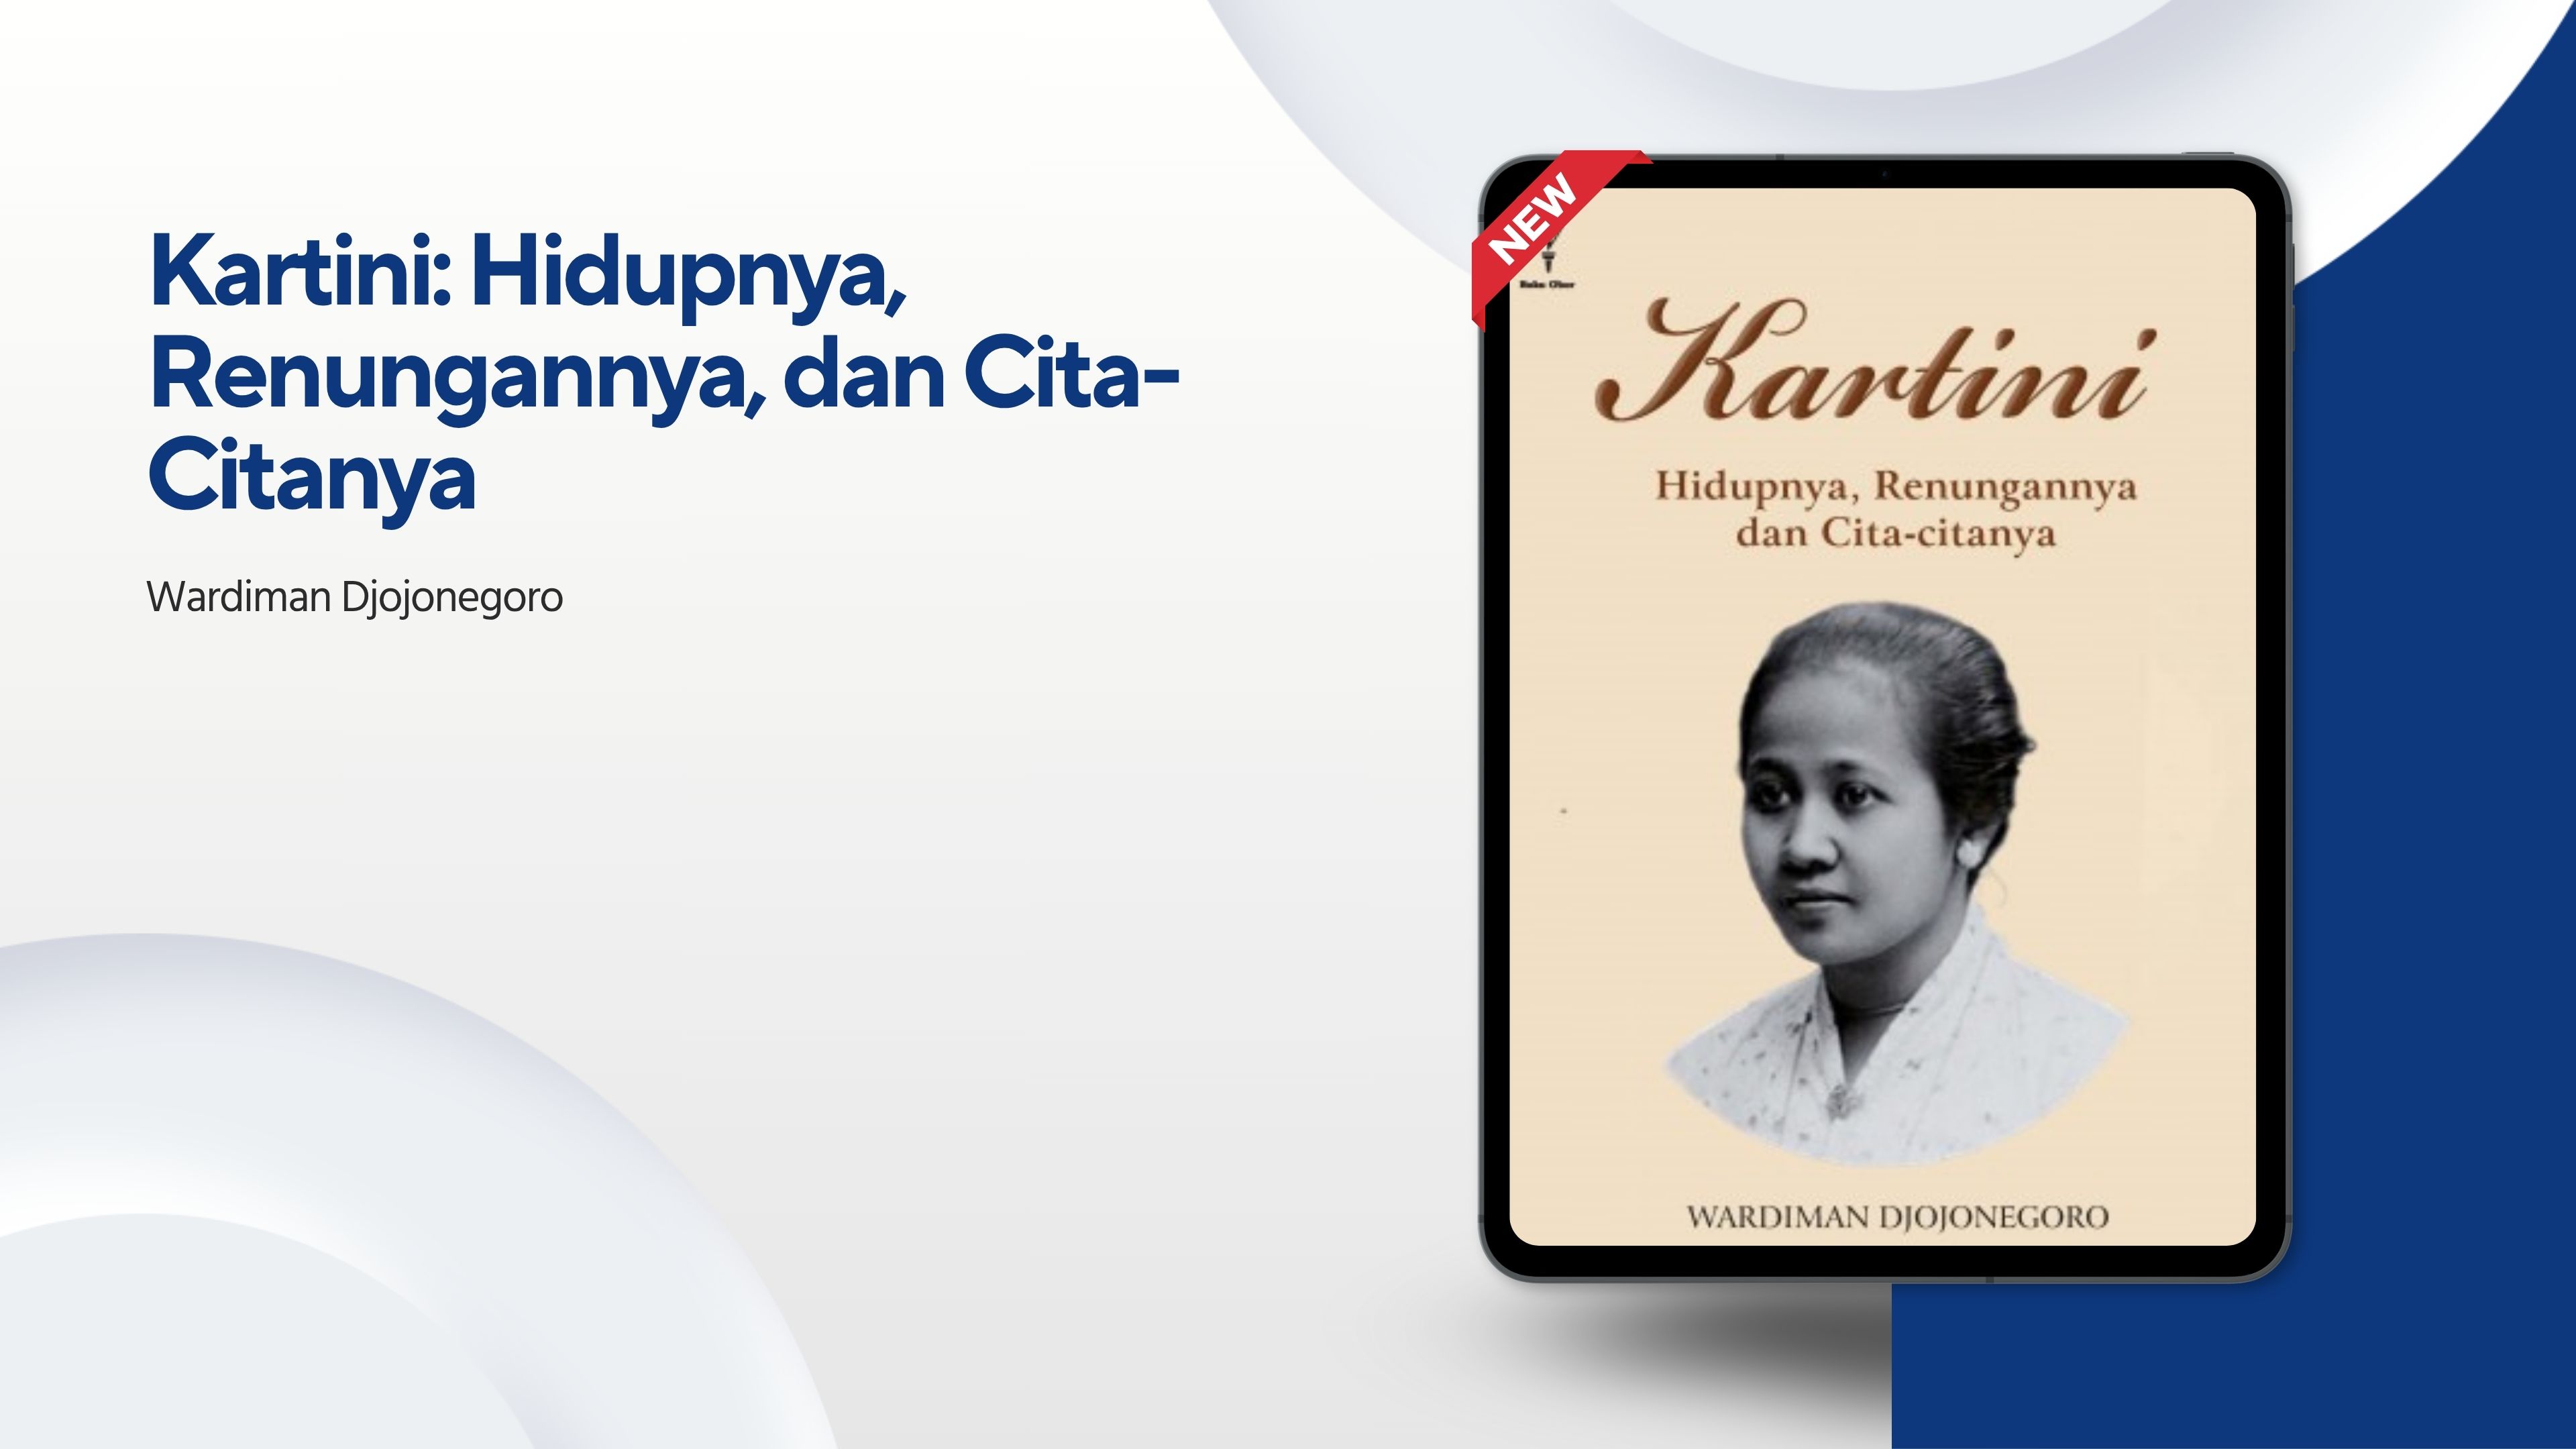 Kartini: Hidupnya,
Renungannya, dan Cita-
Citanya
Wardiman Djojonegoro
NEW
Kartini
Hidupnya, Renungannya
dan Cita-citanya
WARDIMAN DJOJONEGORO